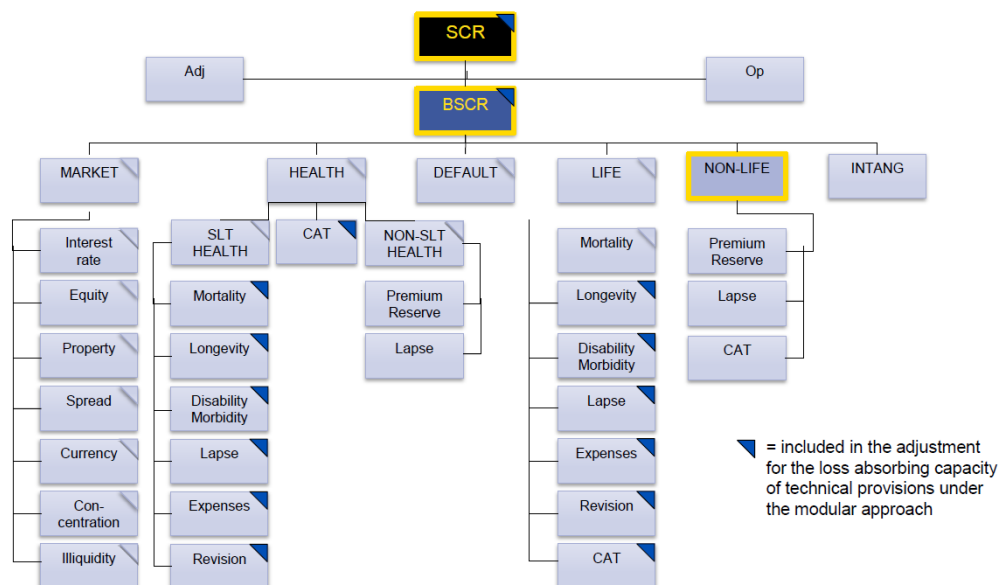 SCR
Adj
Op
BSCR
MARKET
HEALTH
DEFAULT
LIFE
NON-LIFE
INTANG
SLT
HEALTH
CAT
NON-SLT
HEALTH
Interest
rate
Equity
Property
Spread
Currency
Con-
centration
Illiquidity
Mortality
Longevity
Disability
Morbidity
Lapse
Expenses
Revision
Premium
Reserve
Lapse
Mortality
Longevity
Disability
Morbidity
Lapse
Expenses
Revision
CAT
Premium
Reserve
Lapse
CAT
= included in the adjustment
for the loss absorbing capacity
of technical provisions under
the modular approach